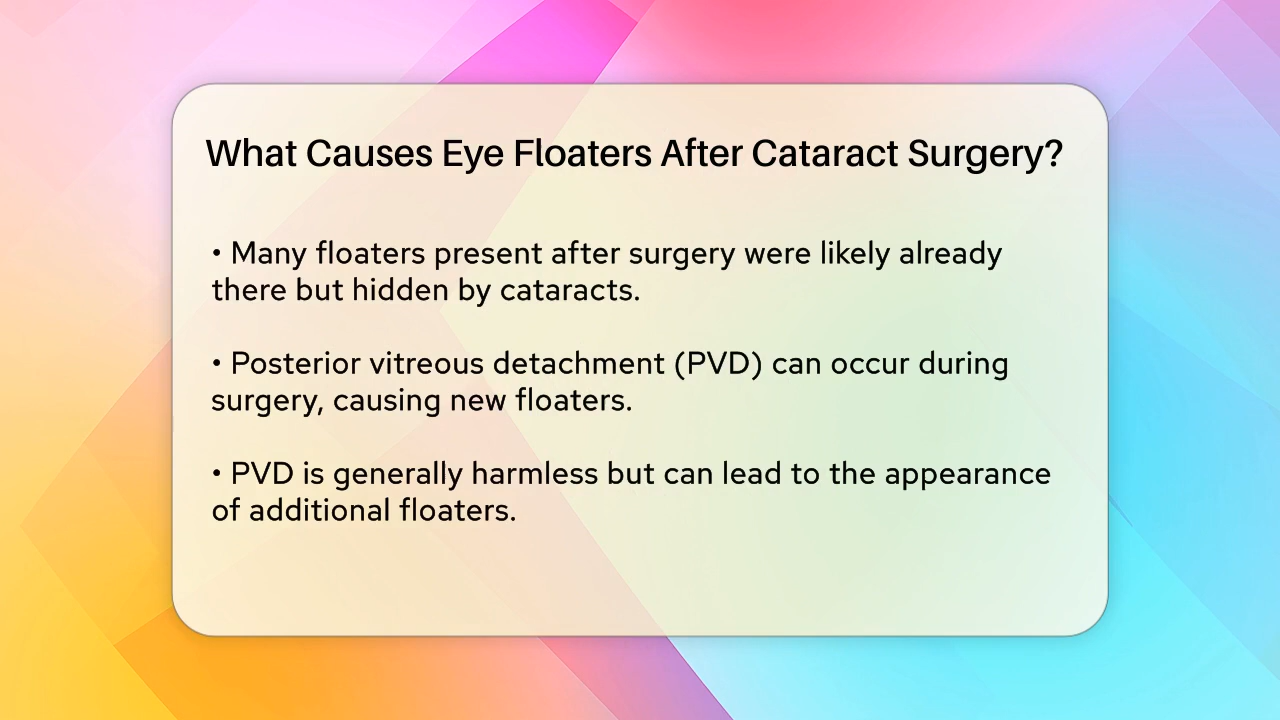 What Causes Eye Floaters After Cataract Surgery?
• Many floaters present after surgery were likely already
there but hidden by cataracts.
• Posterior vitreous detachment (PVD) can occur during
surgery, causing new floaters.
• PVD is generally harmless but can lead to the appearance
of additional floaters.